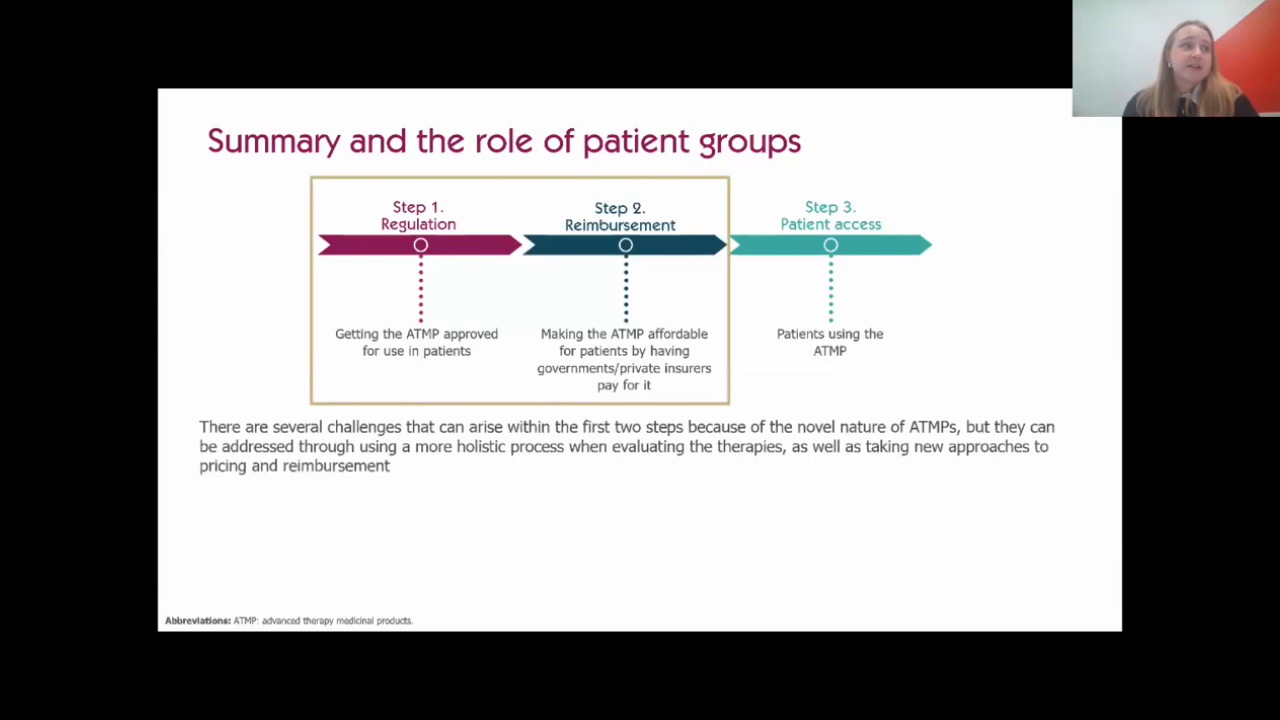 Summary and the role of patient groups
Step 1.
Regulation
Step 2.
Reimbursement
Step 3.
Patient access
Getting the ATMP approved
for use in patients
Making the ATMP affordable
for patients by having
governments/private insurers
pay for it
Patients using the
ATMP
There are several challenges that can arise within the first two steps because of the novel nature of ATMPs, but they can
be addressed through using a more holistic process when evaluating the therapies, as well as taking new approaches to
pricing and reimbursement
Abbreviations: ATMP: advanced therapy medicinal products.